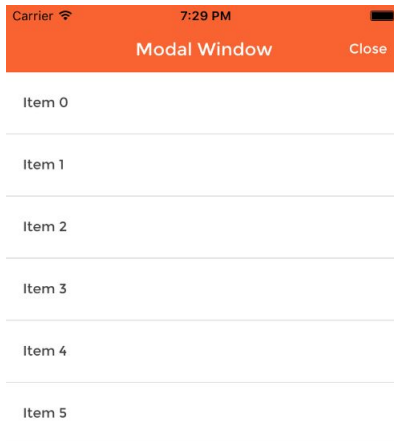 Carrier 7:29 PM
Modal Window Close
Item 0
Item 1
Item 2
Item 3
Item 4
Item 5